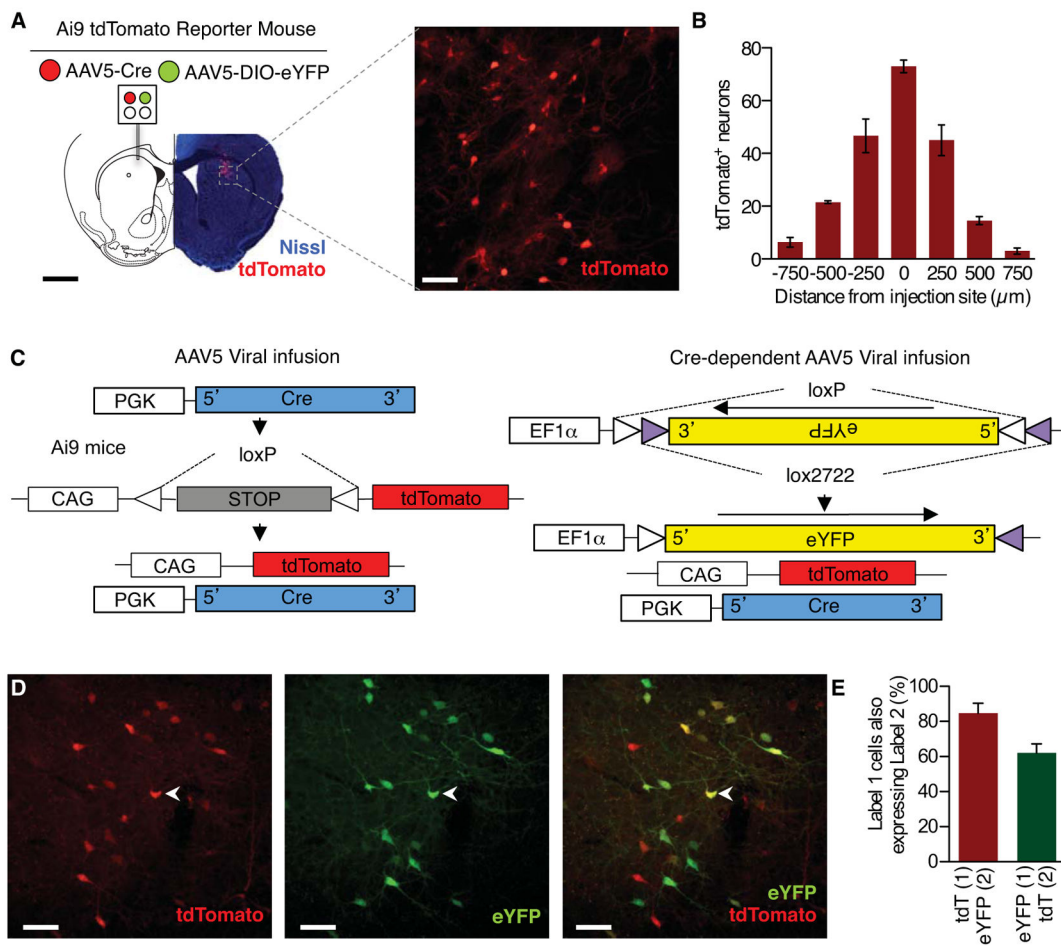 A
Ai9 tdTomato Reporter Mouse
AAV5-Cre AAV5-DIO-eYFP
Nissl
tdTomato
tdTomato
B
tdTomato+ neurons
80
60
40
20
0
-750 -500 -250 0 250 500 750
Distance from injection site (µm)
C
AAV5 Viral infusion
PGK 5’ Cre 3’
Ai9 mice
loxP
CAG STOP tdTomato
CAG tdTomato
PGK 5’ Cre 3’
Cre-dependent AAV5 Viral infusion
loxP
EF1α 3’ eYFP 5’
lox2722
EF1α 5’ eYFP 3’
CAG tdTomato
PGK 5’ Cre 3’
D
tdTomato
eYFP
eYFP
tdTomato
E
Label 1 cells also
expressing Label 2 (%)
100
80
60
40
20
0
tdT (1)
eYFP (2)
eYFP (1)
tdT (2)